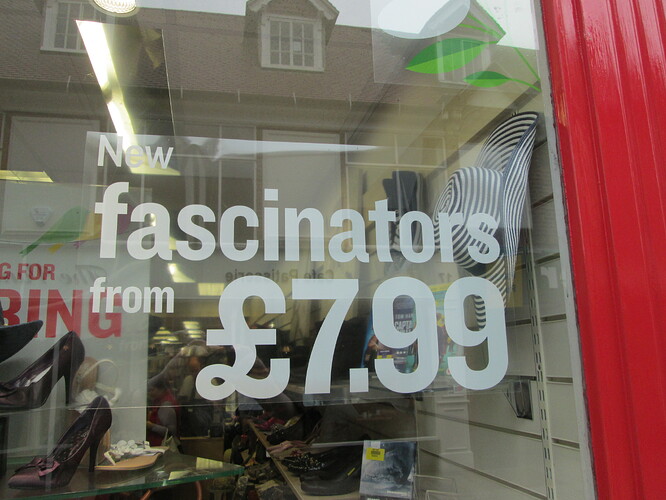 New
fascinators
from
£7.99
G FOR
RING